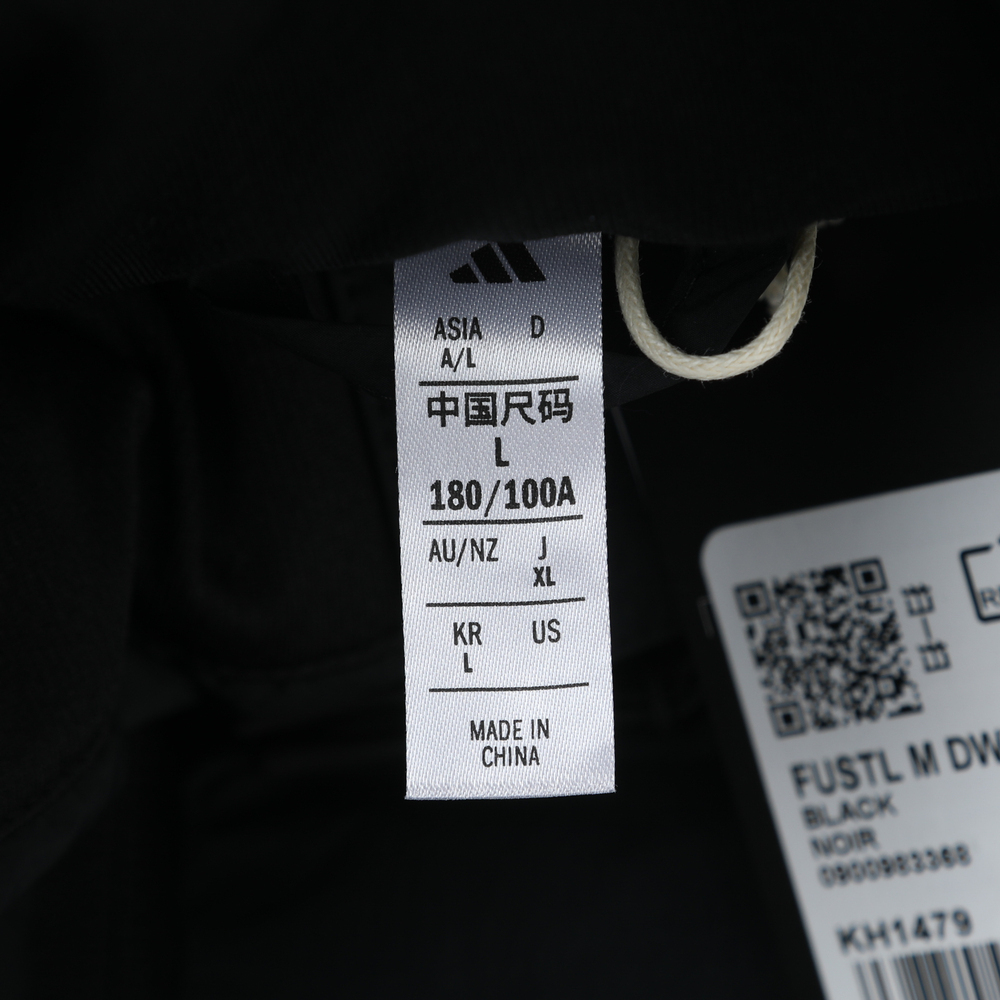 ASIA D
A/L
中国尺码
L
180/100A
AU/NZ J
XL
KR US
L
MADE IN
CHINA
FUSTL M DW
BLACK
NOIR
0900983368
KH1479